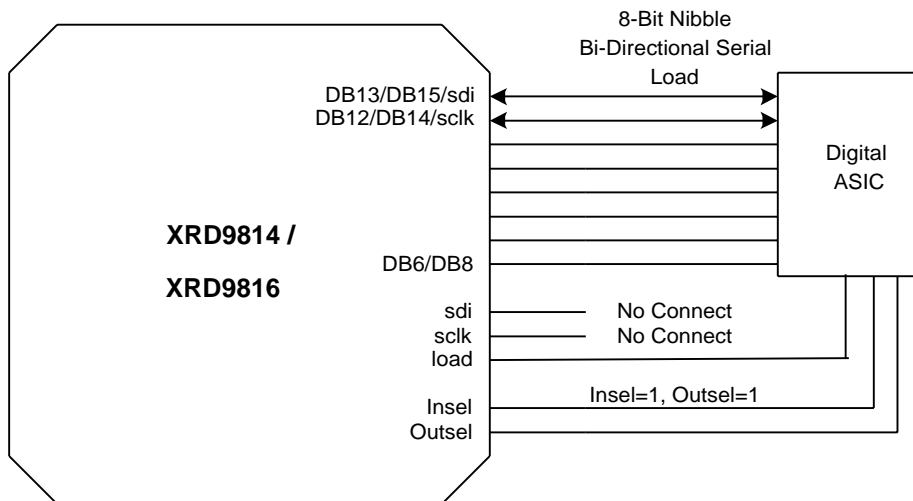 8-Bit Nibble
Bi-Directional Serial
Load
DB13/DB15/sdi
DB12/DB14/sclk
Digital
ASIC
XRD9814 /
XRD9816
DB6/DB8
sdi
No Connect
sclk
No Connect
load
Insel
Insel=1, Outsel=1
Outsel